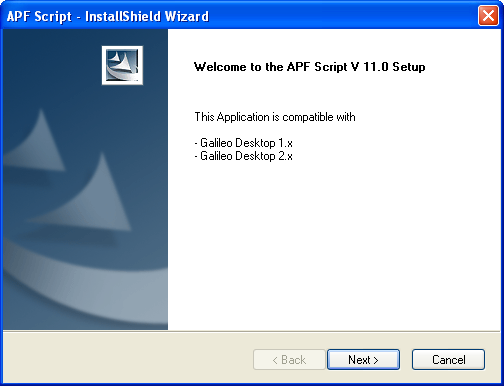 APF Script - InstallShield Wizard
Welcome to the APF Script V 11.0 Setup
This Application is compatible with
- Galileo Desktop 1.x
- Galileo Desktop 2.x
< Back
Next >
Cancel